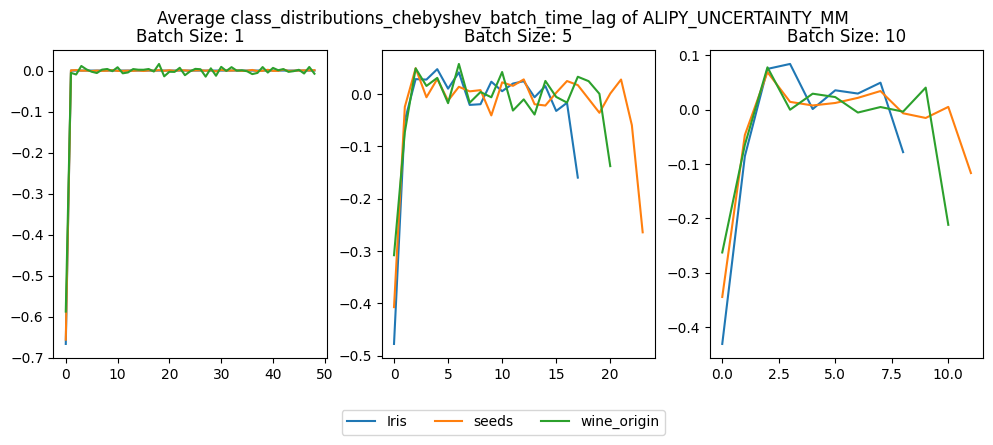 Average class_distributions_chebyshev_batch_time_lag of ALIPY_UNCERTAINTY_MM
Batch Size: 1
Batch Size: 5
Batch Size: 10
0.0
−0.1
−0.2
−0.3
−0.4
−0.5
−0.6
−0.7
0 10 20 30 40 50
0.0
−0.1
−0.2
−0.3
−0.4
−0.5
0 5 10 15 20
0.1
0.0
−0.1
−0.2
−0.3
−0.4
0.0 2.5 5.0 7.5 10.0
Iris seeds wine_origin